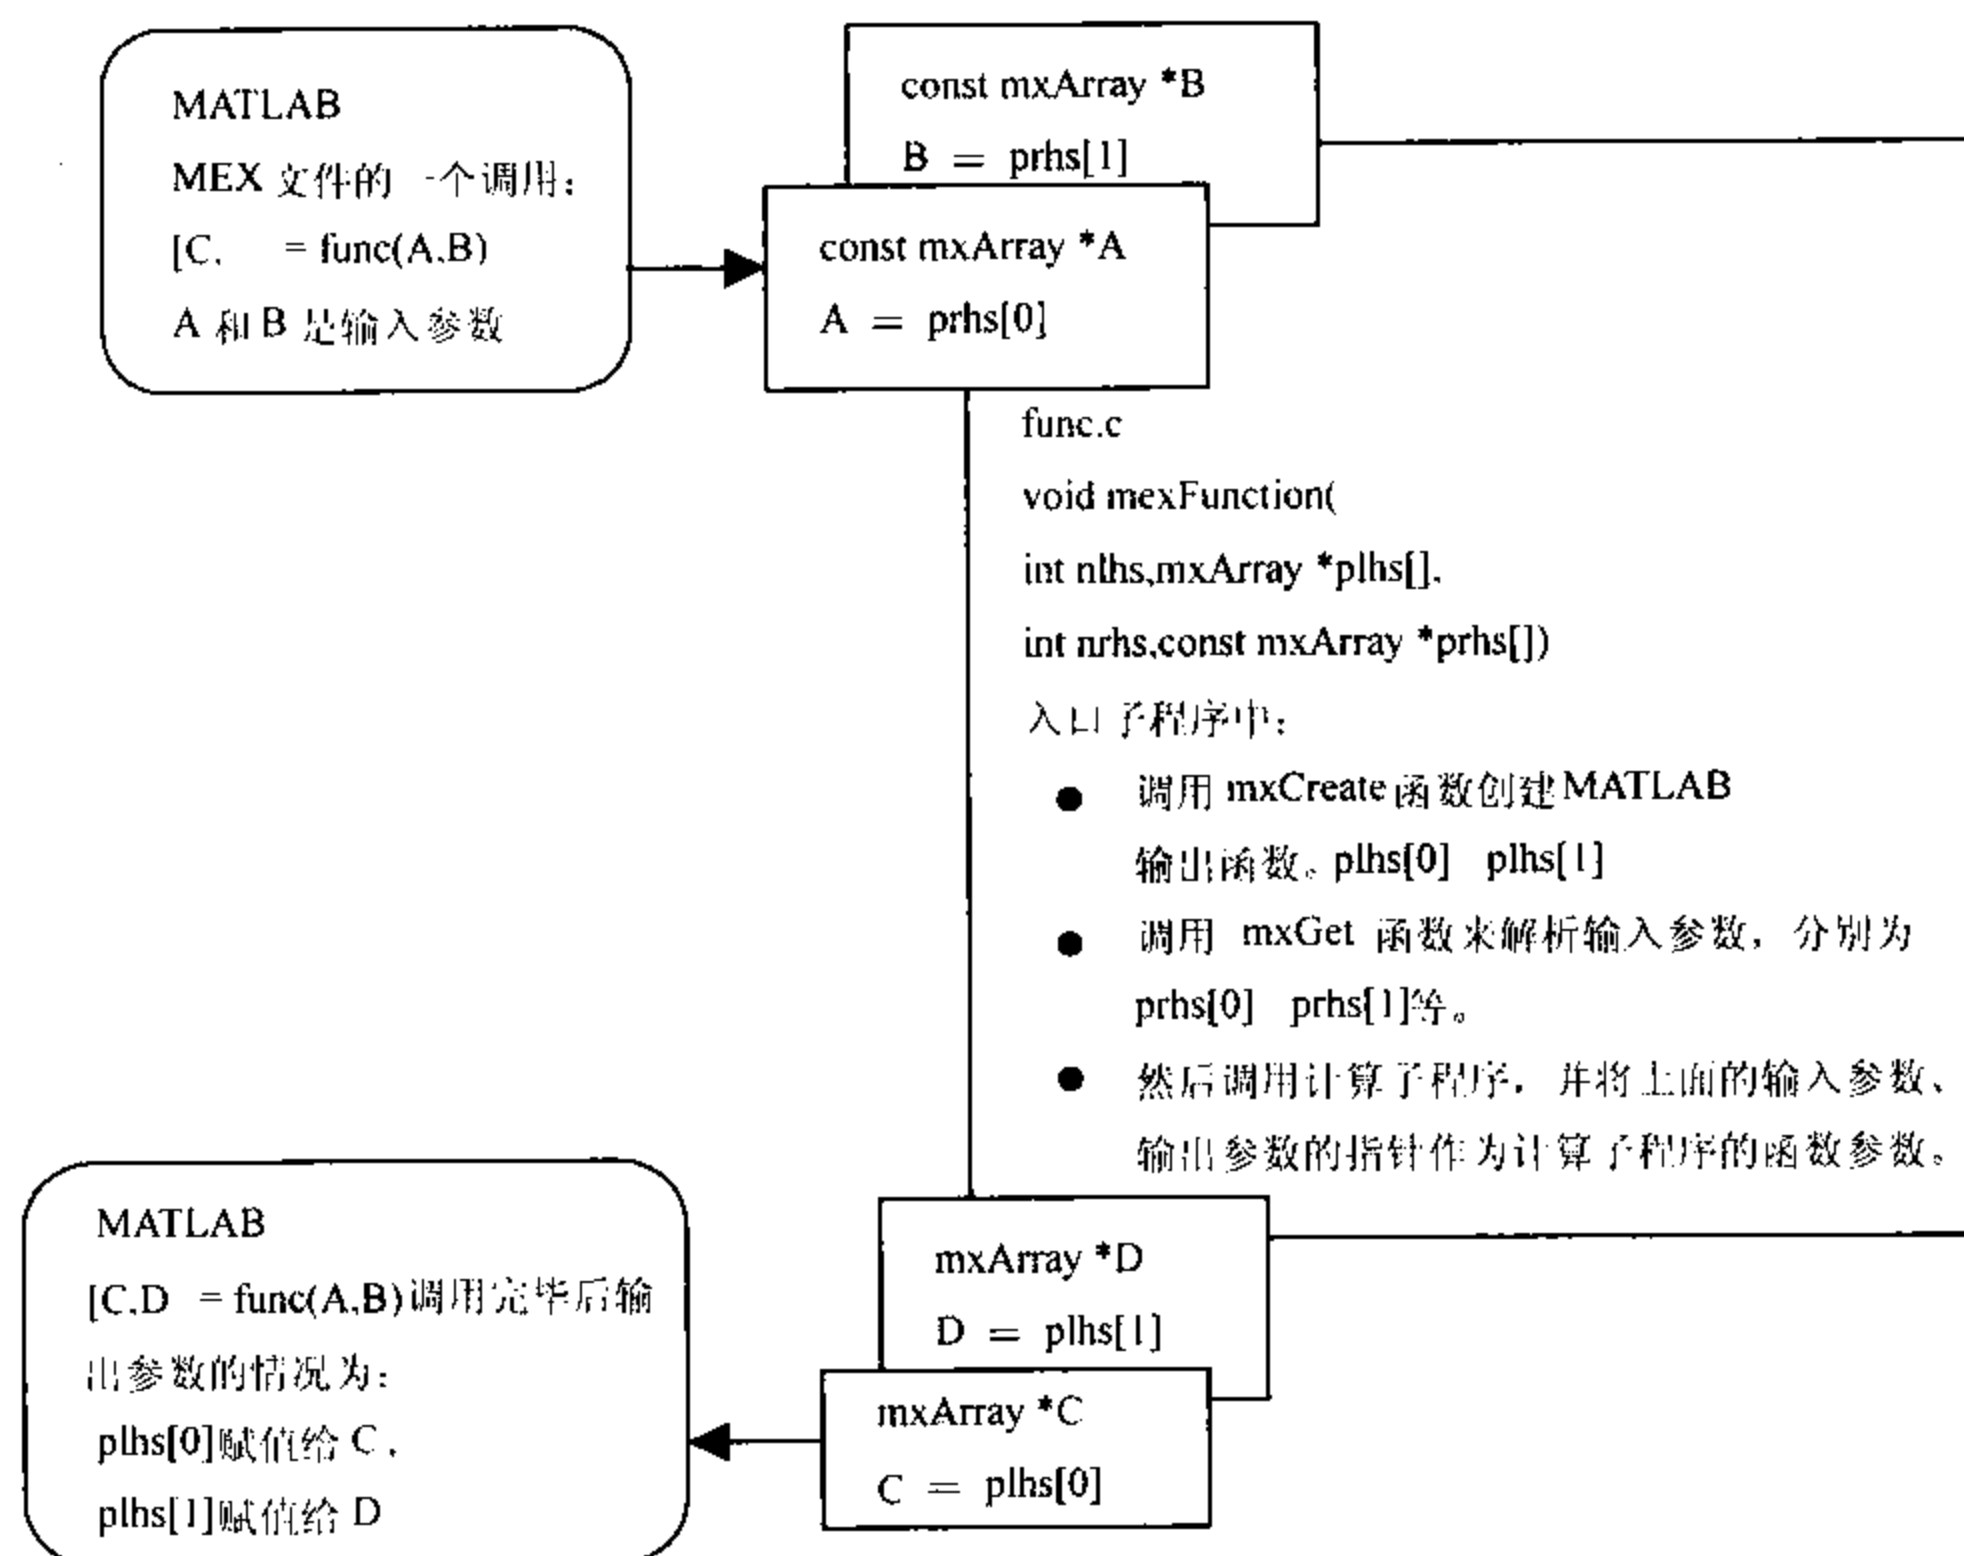 MATLAB
MEX 文件的一个调用：
[C, = func(A,B)
A 和 B 是输入参数
const mxArray *B
B = prhs[1]
const mxArray *A
A = prhs[0]
func.c
void mexFunction(
int nlhs,mxArray *plhs[],
int nrhs,const mxArray *prhs[])
入口子程序中：
● 调用 mxCreate 函数创建 MATLAB
输出函数。plhs[0] plhs[1]
● 调用 mxGet 函数来解析输入参数，分别为
prhs[0] prhs[1]等。
● 然后调用计算子程序，并将上面的输入参数、
输出参数的指针作为计算子程序的函数参数。
mxArray *D
D = plhs[1]
mxArray *C
C = plhs[0]
MATLAB
[C,D = func(A,B)调用完毕后输
出参数的情况为：
plhs[0]赋值给 C，
plhs[1]赋值给 D